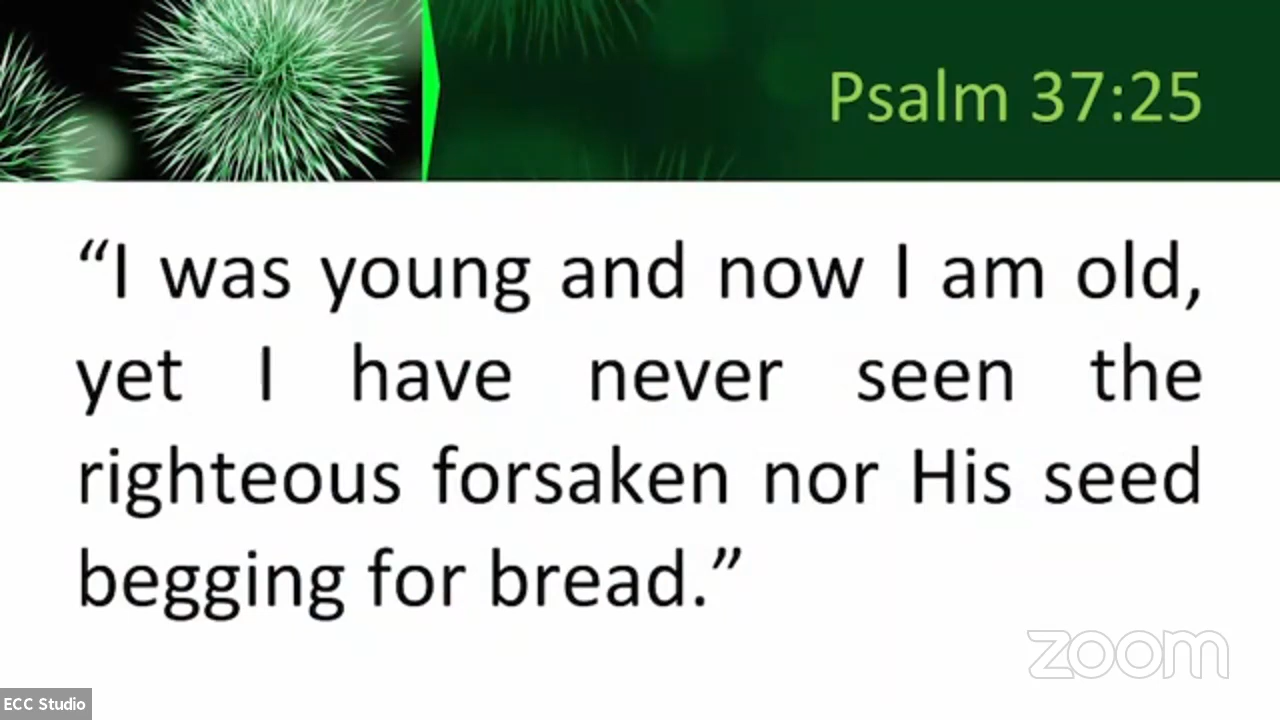 Psalm 37:25
“I was young and now I am old,
yet I have never seen the
righteous forsaken nor His seed
begging for bread.”
zoom
ECC Studio